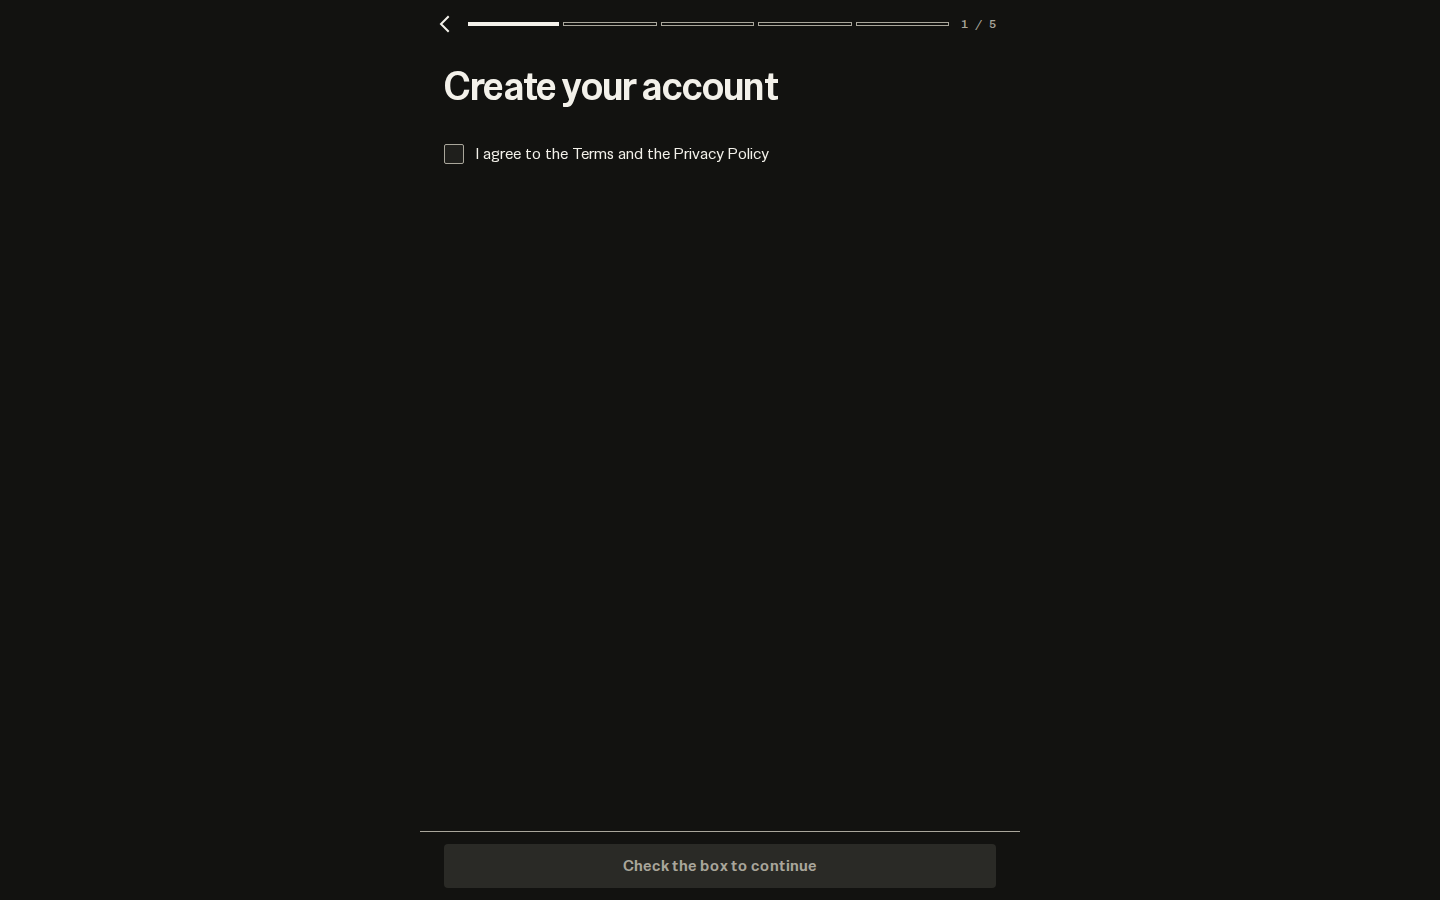 1 / 5
Create your account
I agree to the Terms and the Privacy Policy
Check the box to continue